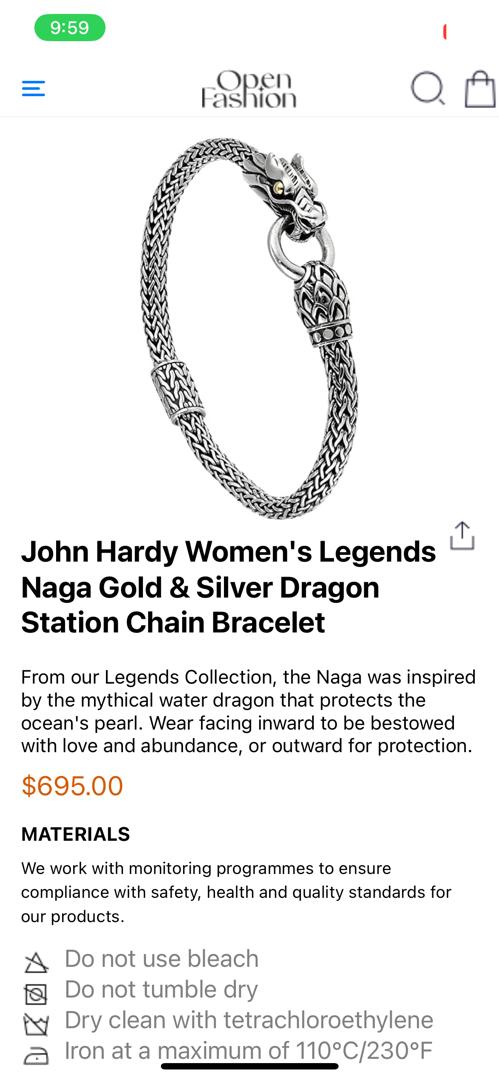 9:59
Open
Fashion
John Hardy Women's Legends
Naga Gold & Silver Dragon
Station Chain Bracelet
From our Legends Collection, the Naga was inspired
by the mythical water dragon that protects the
ocean's pearl. Wear facing inward to be bestowed
with love and abundance, or outward for protection.
$695.00
MATERIALS
We work with monitoring programmes to ensure
compliance with safety, health and quality standards for
our products.
Do not use bleach
Do not tumble dry
Dry clean with tetrachloroethylene
Iron at a maximum of 110°C/230°F